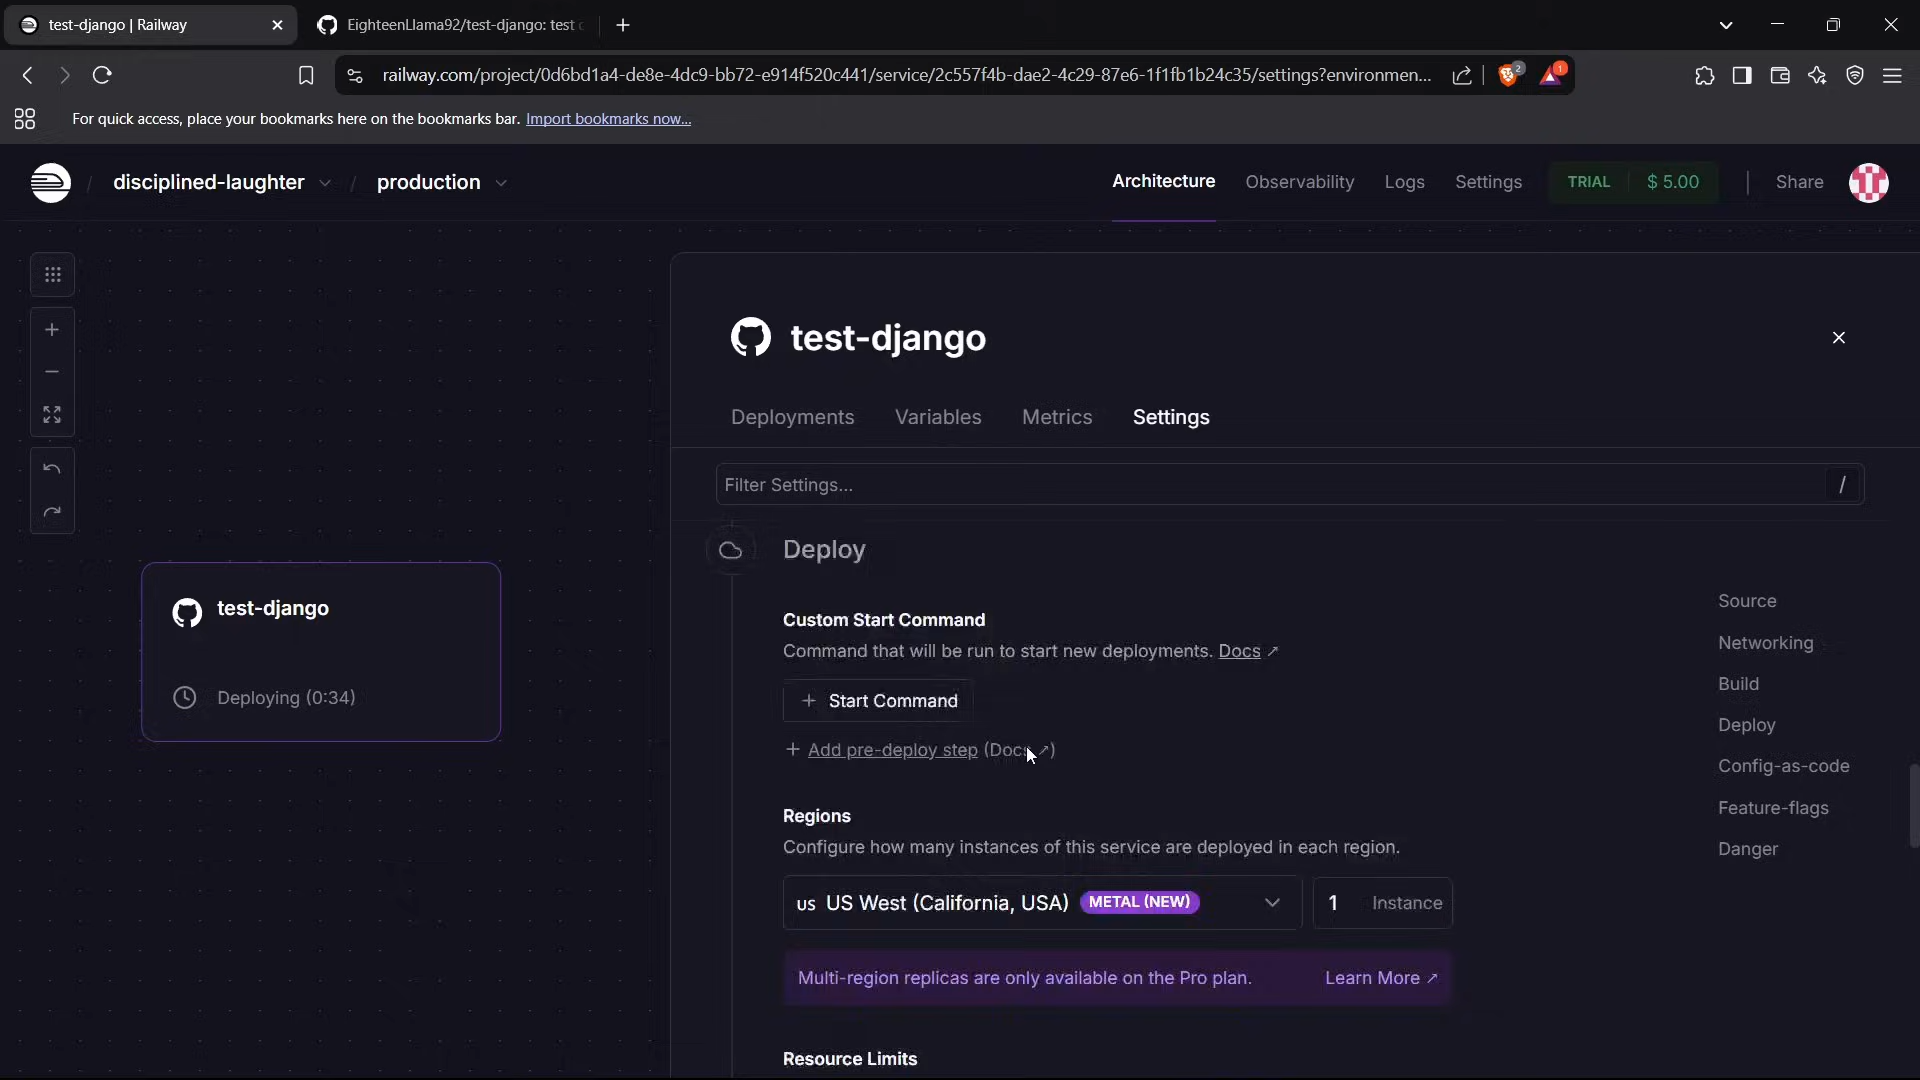 test-django | Railway
EighteenLlama92/test-django: test
railway.com/project/0d6bd1a4-de8e-4dc9-bb72-e914f520c441/service/2c557f4b-dae2-4c29-87e6-1f1fb1b24c35/settings?environmen...
2
1
For quick access, place your bookmarks here on the bookmarks bar. Import bookmarks now...
/ disciplined-laughter / production
Architecture Observability Logs Settings TRIAL $ 5.00 Share
test-django
Deployments Variables Metrics Settings
Filter Settings... /
Deploy
Custom Start Command
Command that will be run to start new deployments. Docs ↗
+ Start Command
+ Add pre-deploy step (Docs ↗)
Regions
Configure how many instances of this service are deployed in each region.
US US West (California, USA) METAL (NEW)
1 Instance
Multi-region replicas are only available on the Pro plan. Learn More ↗
Resource Limits
Source
Networking
Build
Deploy
Config-as-code
Feature-flags
Danger
test-django
Deploying (0:34)